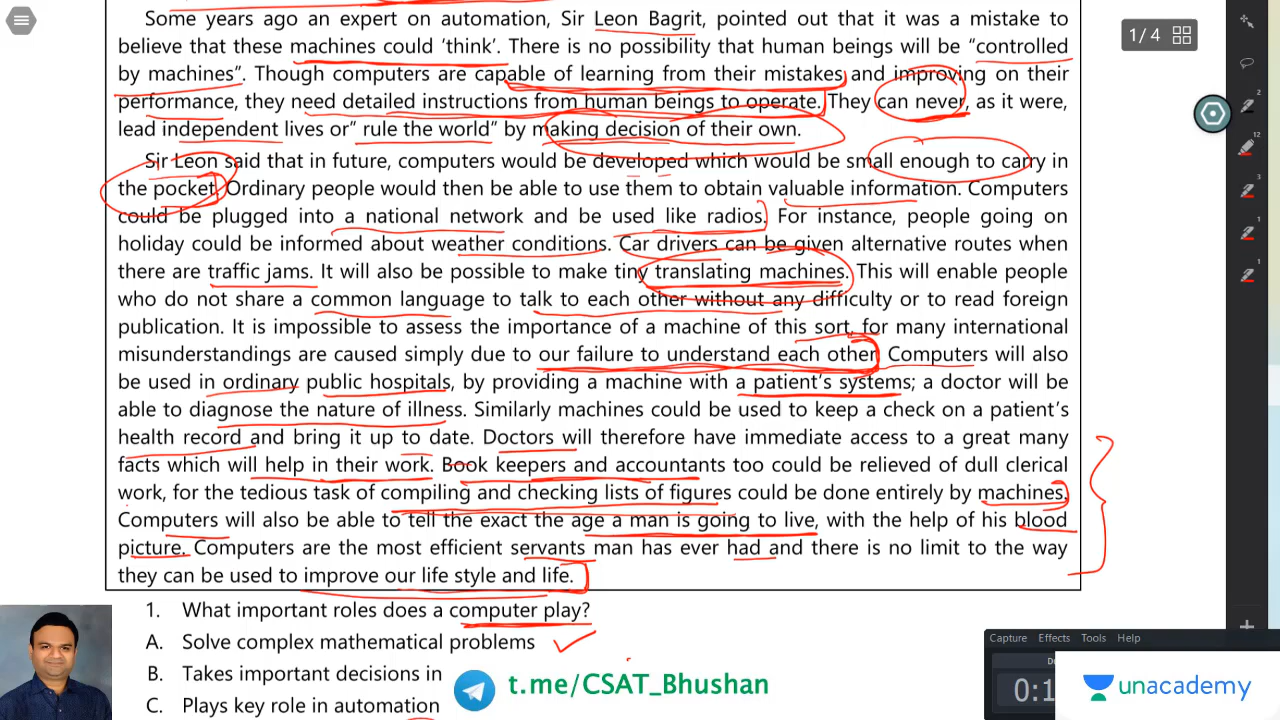 Some years ago an expert on automation, Sir Leon Bagrit, pointed out that it was a mistake to
believe that these machines could 'think'. There is no possibility that human beings will be “controlled
by machines”. Though computers are capable of learning from their mistakes and improving on their
performance, they need detailed instructions from human beings to operate. They can never, as it were,
lead independent lives or” rule the world” by making decision of their own.
Sir Leon said that in future, computers would be developed which would be small enough to carry in
the pocket. Ordinary people would then be able to use them to obtain valuable information. Computers
could be plugged into a national network and be used like radios. For instance, people going on
holiday could be informed about weather conditions. Car drivers can be given alternative routes when
there are traffic jams. It will also be possible to make tiny translating machines. This will enable people
who do not share a common language to talk to each other without any difficulty or to read foreign
publication. It is impossible to assess the importance of a machine of this sort, for many international
misunderstandings are caused simply due to our failure to understand each other. Computers will also
be used in ordinary public hospitals, by providing a machine with a patient's systems; a doctor will be
able to diagnose the nature of illness. Similarly machines could be used to keep a check on a patient's
health record and bring it up to date. Doctors will therefore have immediate access to a great many
facts which will help in their work. Book keepers and accountants too could be relieved of dull clerical
work, for the tedious task of compiling and checking lists of figures could be done entirely by machines.
Computers will also be able to tell the exact the age a man is going to live, with the help of his blood
picture. Computers are the most efficient servants man has ever had and there is no limit to the way
they can be used to improve our life style and life.
1. What important roles does a computer play?
A. Solve complex mathematical problems
B. Takes important decisions in
C. Plays key role in automation
t.me/CSAT_Bhushan
1/4
2
12
3
Capture Effects Tools Help
0:1
unacademy